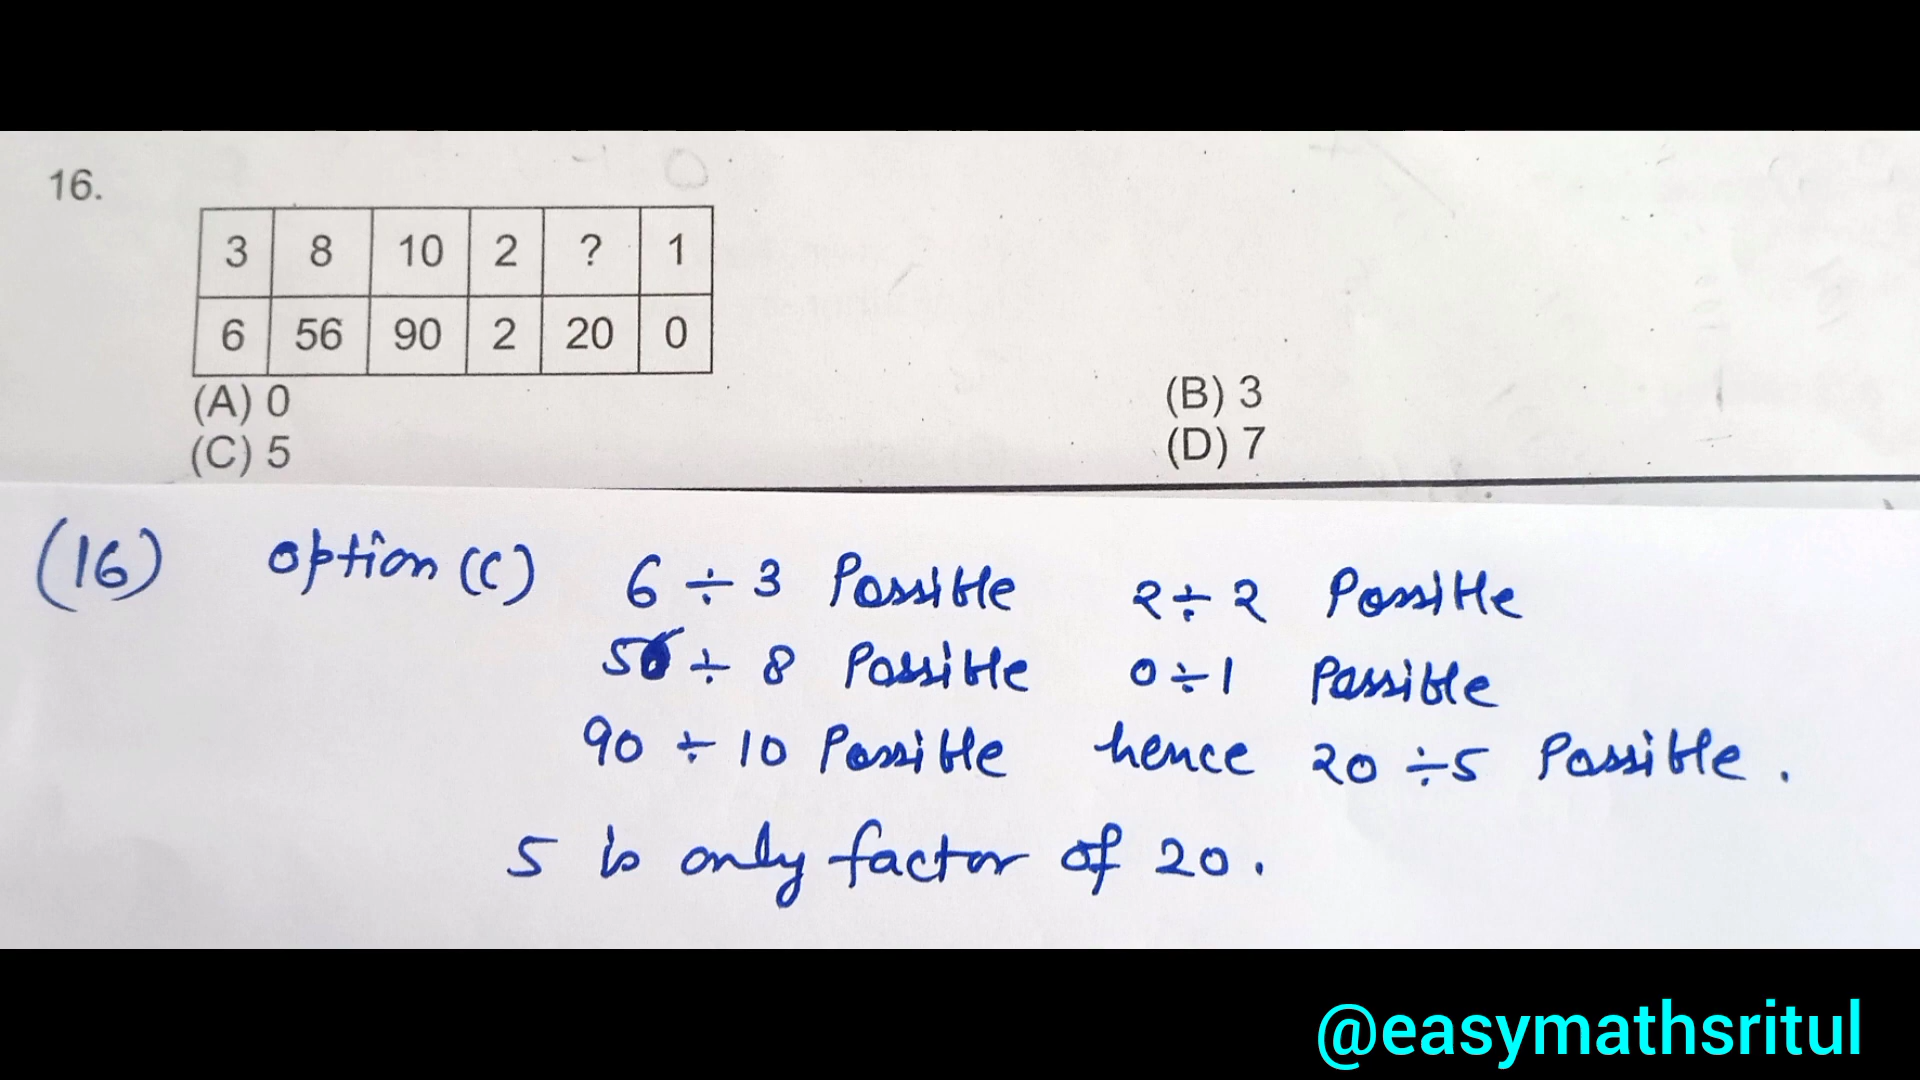 16.
3 8 10 2 ? 1
6 56 90 2 20 0
(A) 0 (B) 3
(C) 5 (D) 7
(16) option (C) 6 ÷ 3 Possible 2 ÷ 2 Possible
56 ÷ 8 Possible 0 ÷ 1 Possible
90 ÷ 10 Possible hence 20 ÷ 5 Possible.
5 is only factor of 20.
@easymathsritul